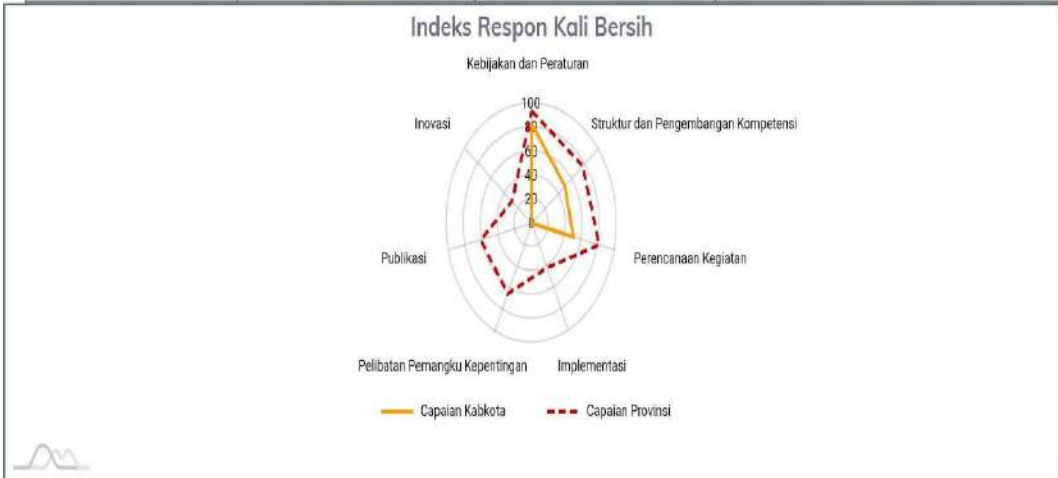 Indeks Respon Kali Bersih
Kebijakan dan Peraturan
100
Inovasi
80
Struktur dan Pengembangan Kompetensi
60
40
20
0
Publikasi
Perencanaan Kegiatan
Pelibatan Pemangku Kepentingan
Implementasi
Capaian Kabkota
Capaian Provinsi